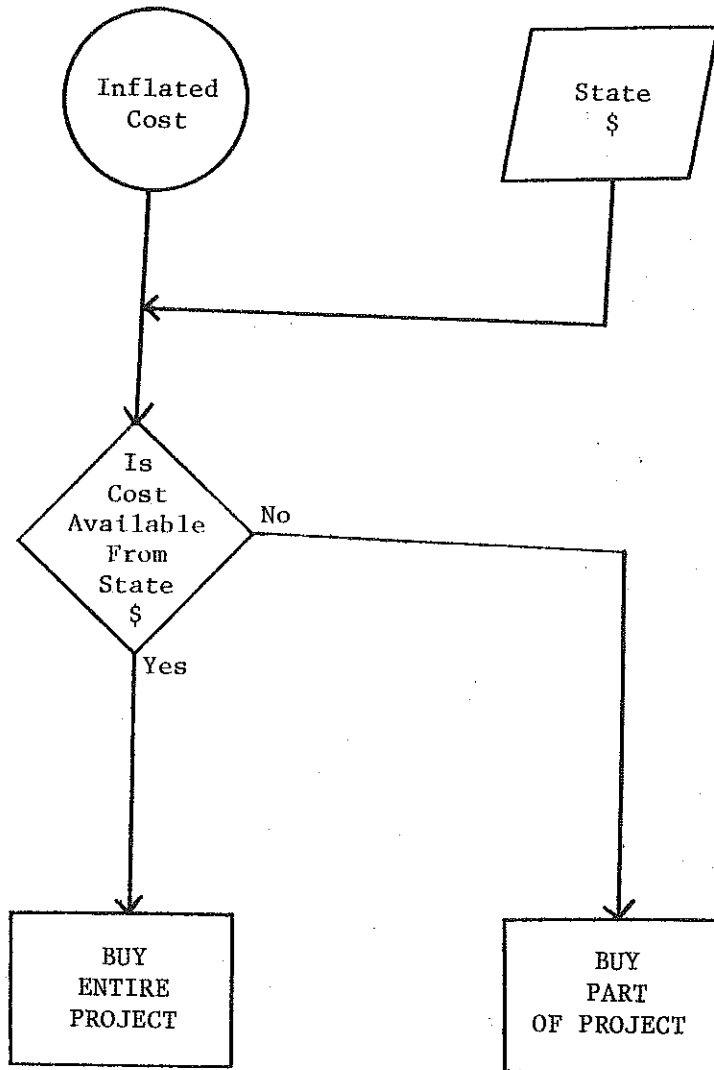 Inflated
Cost
State
$
Is
Cost
Available
From
State
$
No
Yes
BUY
ENTIRE
PROJECT
BUY
PART
OF PROJECT